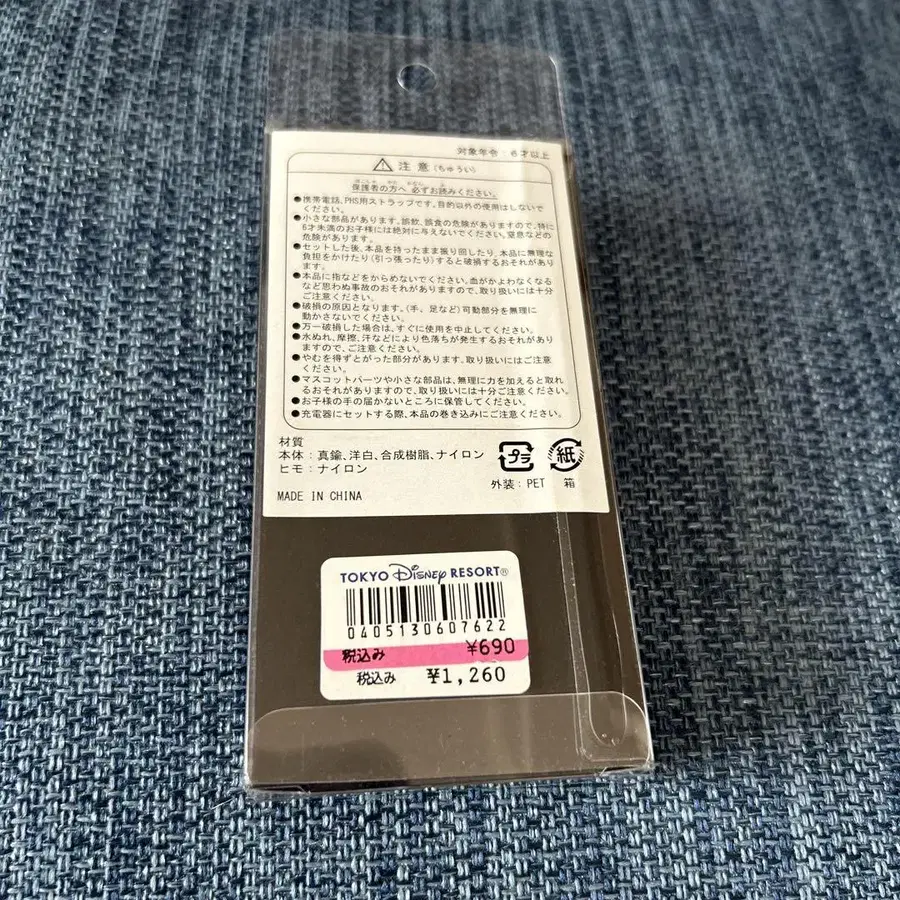 対象年令：6才以上
⚠ 注意（ちゅうい）
保護者の方へ 必ずお読みください。
●携帯電話、PHS用ストラップです。目的以外の使用はしないで
ください。
●小さな部品があります。誤飲、誤食の危険がありますので、特に
6才未満のお子様には絶対に与えないでください。窒息などの
危険があります。
●セットした後、本品を持ったまま振り回したり、本品に無理な
負担をかけたり（引っ張ったり）すると破損するおそれがあり
ます。
●本品に指などをからめないでください。血がかよわなくなる
など思わぬ事故のおそれがありますので、取り扱いには十分
ご注意ください。
●破損の原因となります。（手、足など）可動部分を無理に
動かさないでください。
●万一破損した場合は、すぐに使用を中止してください。
●水ぬれ、摩擦、汗などにより色落ちが発生するおそれがあり
ますので、ご注意ください。
●やむを得ずとがった部分があります。取り扱いにはご注意
ください。
●マスコットパーツや小さな部品は、無理に力を加えると取れ
るおそれがありますので、取り扱いには十分ご注意ください。
●お子様の手の届かないところに保管してください。
●充電器にセットする際、本品の巻き込みにご注意ください。
材質
本体：真鍮、洋白、合成樹脂、ナイロン
ヒモ：ナイロン
プラ
紙
外装：PET 箱
MADE IN CHINA
TOKYO Disney RESORT®
0405130607622
税込み ¥690
税込み ¥1,260